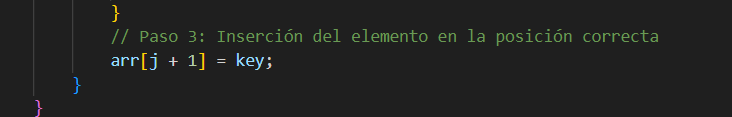 }
// Paso 3: Inserción del elemento en la posición correcta
arr[j + 1] = key;
}
}